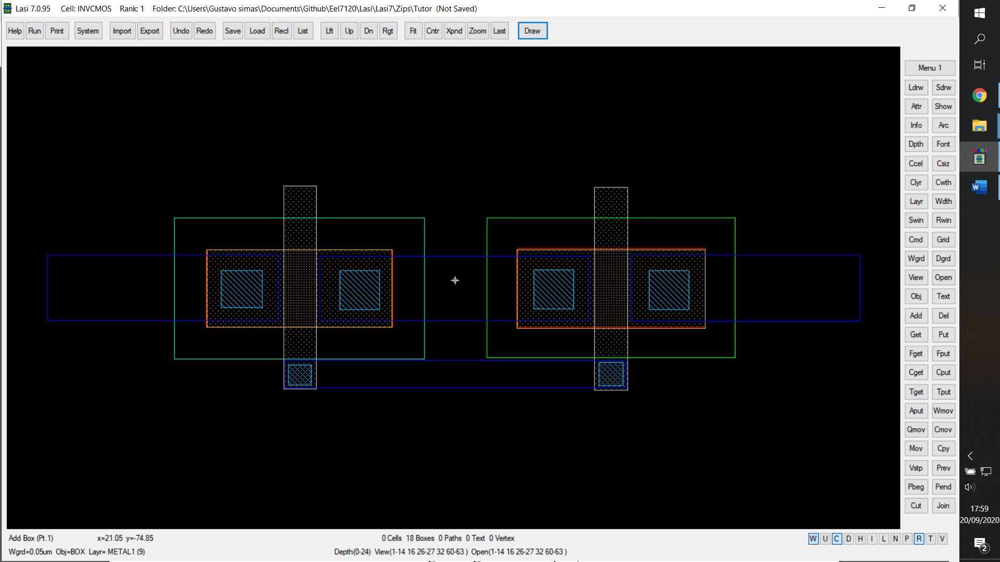 Lasi 7.0.95 Cell: INVCMOS Rank: 1 Folder: C:\Users\Gustavo simas\Documents\Github\Eel7120\Lasi\Lasi7\Zips\Tutor (Not Saved)
Help Run Print System Import Export Undo Redo Save Load Recl List Lft Up Dn Rgt Fit Cntr Xpnd Zoom Last Draw
Menu 1
Ldrw Sdrw
Attr Show
Info Arc
Dpth Font
Ccel Csiz
Clyr Cwth
Layr Wdth
Swin Rwin
Cmd Grid
Wgrd Dgrd
View Open
Obj Text
Add Del
Get Put
Fget Fput
Cget Cput
Tget Tput
Aput Wmov
Qmov Cmov
Mov Cpy
Vstp Prev
Pbeg Pend
Cut Join
Add Box (Pt.1) x=21.05 y=-74.85 0 Cells 18 Boxes 0 Paths 0 Text 0 Vertex W U C D H I L N P R T V
Wgrd=0.05um Obj=BOX Layr= METAL1 (9) Depth(0-24) View(1-14 16 26-27 32 60-63 ) Open(1-14 16 26-27 32 60-63 )
W
17:59
20/09/2020
2